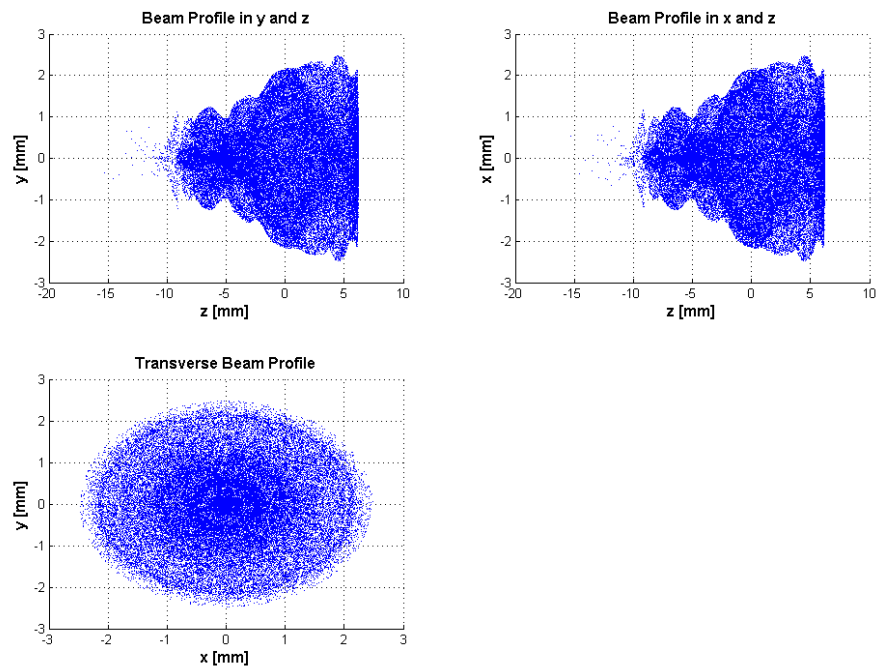 Beam Profile in y and z
3
2
1
0
-1
-2
-3
y [mm]
-20 -15 -10 -5 0 5 10
z [mm]
Beam Profile in x and z
3
2
1
0
-1
-2
-3
x [mm]
-20 -15 -10 -5 0 5 10
z [mm]
Transverse Beam Profile
3
2
1
0
-1
-2
-3
y [mm]
-3 -2 -1 0 1 2 3
x [mm]